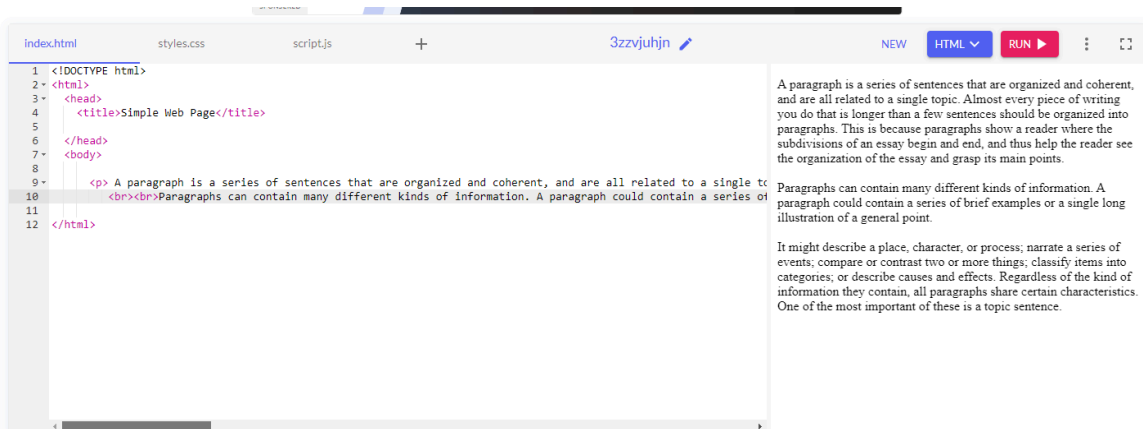 SPONSORED
index.html styles.css script.js + 3zzvjuhjn NEW HTML RUN
1 <!DOCTYPE html>
2 <html>
3 <head>
4 <title>Simple Web Page</title>
5
6 </head>
7 <body>
8
9 <p> A paragraph is a series of sentences that are organized and coherent, and are all related to a single to
10 <br><br>Paragraphs can contain many different kinds of information. A paragraph could contain a series of
11
12 </html>
A paragraph is a series of sentences that are organized and coherent,
and are all related to a single topic. Almost every piece of writing
you do that is longer than a few sentences should be organized into
paragraphs. This is because paragraphs show a reader where the
subdivisions of an essay begin and end, and thus help the reader see
the organization of the essay and grasp its main points.
Paragraphs can contain many different kinds of information. A
paragraph could contain a series of brief examples or a single long
illustration of a general point.
It might describe a place, character, or process; narrate a series of
events; compare or contrast two or more things; classify items into
categories; or describe causes and effects. Regardless of the kind of
information they contain, all paragraphs share certain characteristics.
One of the most important of these is a topic sentence.